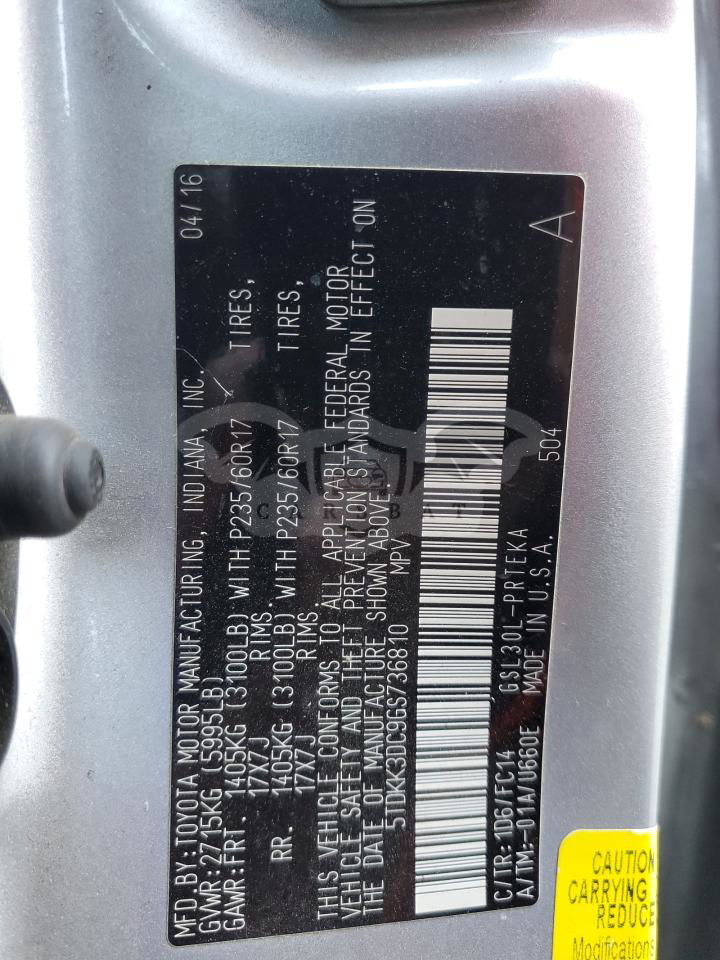 MFD.BY:TOYOTA MOTOR MANUFACTURING, INDIANA, INC. 04/16
GVWR:2715KG (5995LB)
GAWR:FRT. 1405KG (3100LB) WITH P235/60R17 TIRES,
17X7J RIMS.
RR. 1405KG (3100LB) WITH P235/60R17 TIRES,
17X7J RIMS.
THIS VEHICLE CONFORMS TO ALL APPLICABLE FEDERAL MOTOR
VEHICLE SAFETY AND THEFT PREVENTION STANDARDS IN EFFECT ON
THE DATE OF MANUFACTURE SHOWN ABOVE.
5TDKK3DC9GS736810 MPV
C/TR:1D6/FC14 GSL30L-PRTEKA 504 A
A/TM:-01A/U660E MADE IN U.S.A.
CAUTION
CARRYING
REDUCE
Modifications
CARBBAT